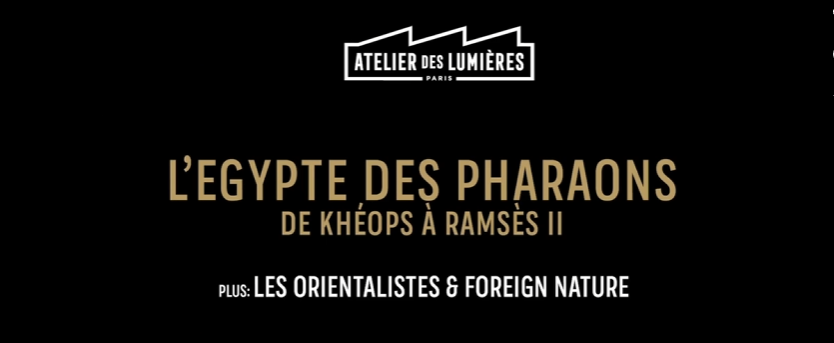 ATELIER DES LUMIÈRES
PARIS
L'EGYPTE DES PHARAONS
DE KHÉOPS À RAMSÈS II
PLUS: LES ORIENTALISTES & FOREIGN NATURE